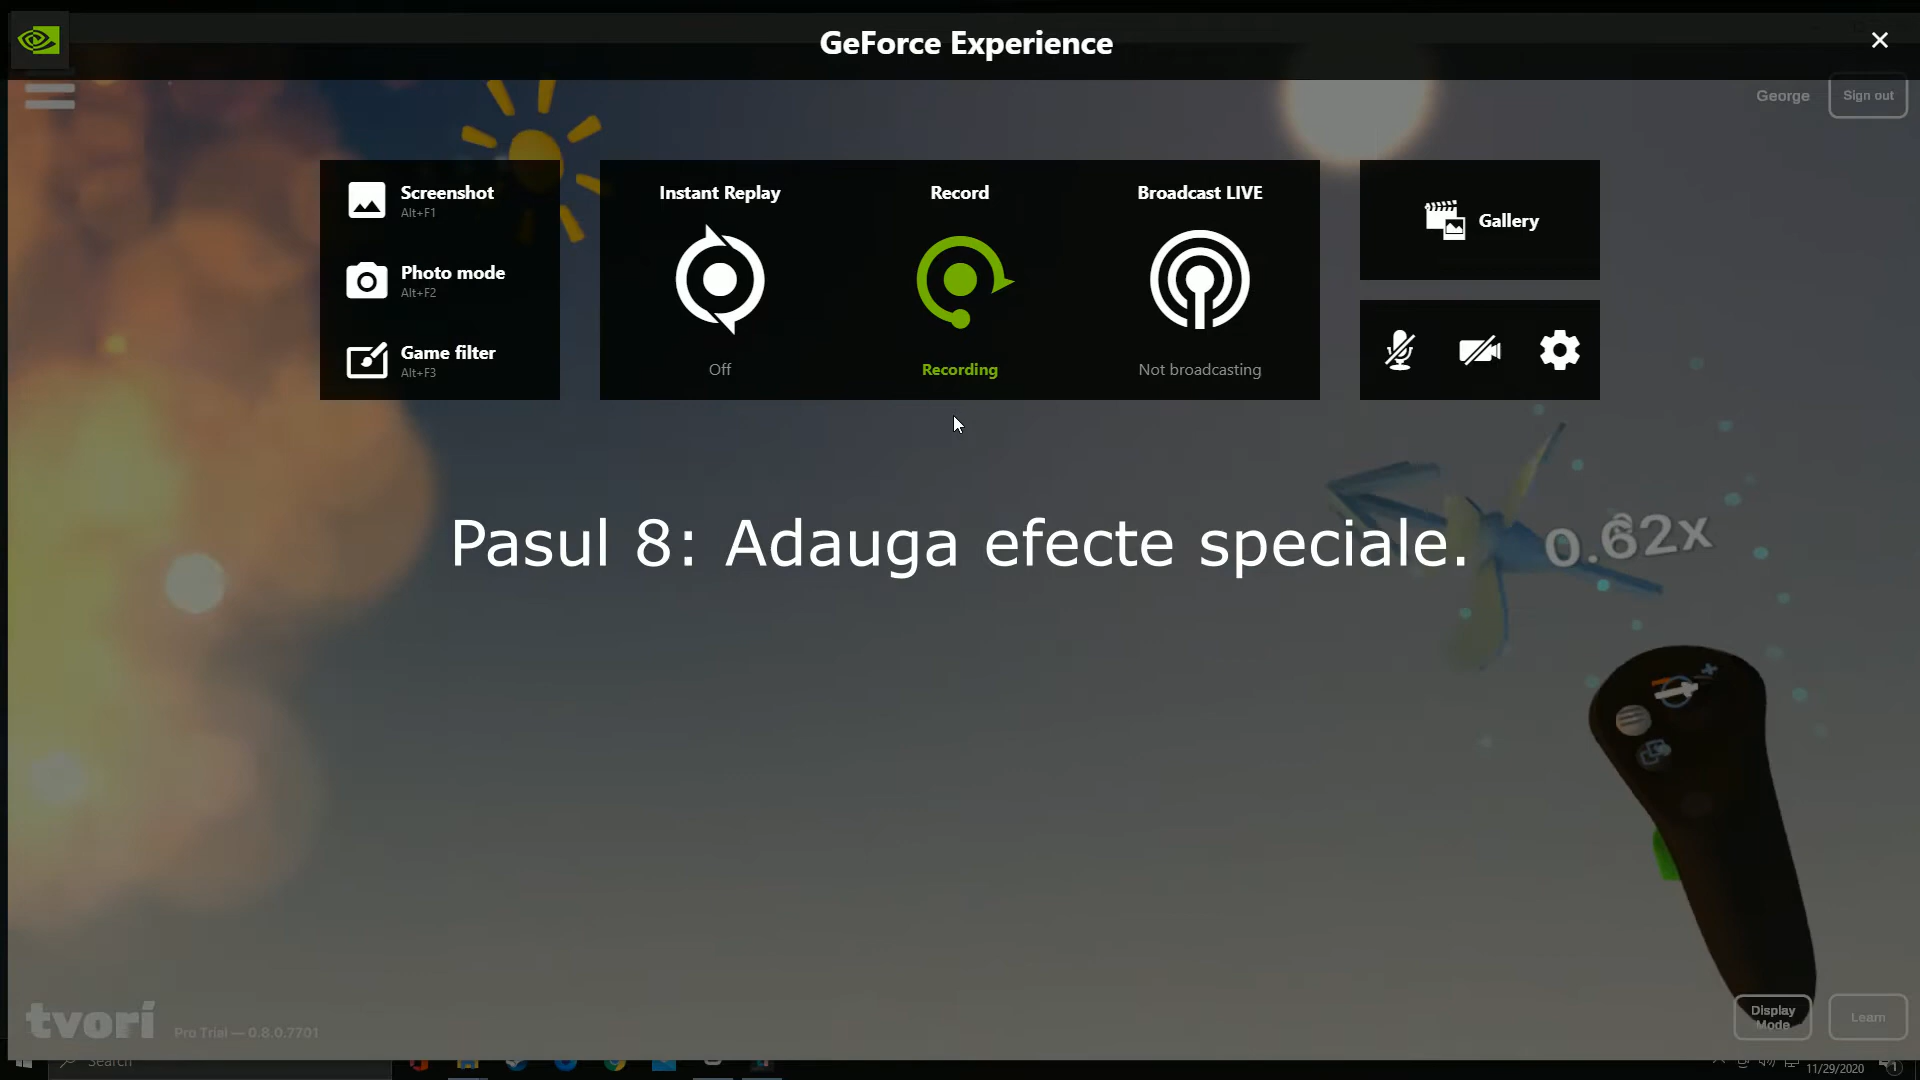 GeForce Experience
George
Sign out
Screenshot
Alt+F1
Photo mode
Alt+F2
Game filter
Alt+F3
Instant Replay
Off
Record
Recording
Broadcast LIVE
Not broadcasting
Gallery
Pasul 8: Adauga efecte speciale.
0.62x
tvori
Pro Trial — 0.8.0.7701
Display
Mode
Learn
Search
11/29/2020
1